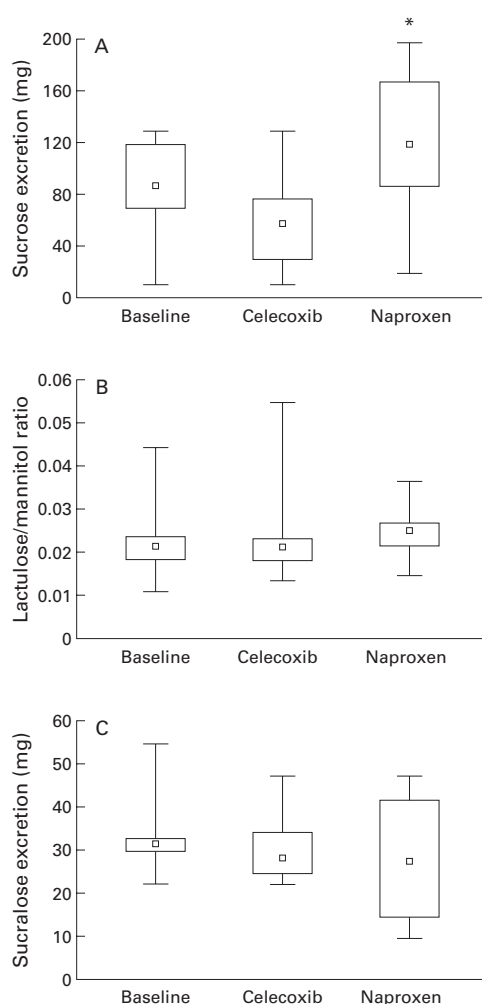 A
*
Sucrose excretion (mg)
200
160
120
80
40
0
Baseline Celecoxib Naproxen
B
Lactulose/mannitol ratio
0.06
0.05
0.04
0.03
0.02
0.01
0
Baseline Celecoxib Naproxen
C
Sucralose excretion (mg)
60
50
40
30
20
10
0
Baseline Celecoxib Naproxen